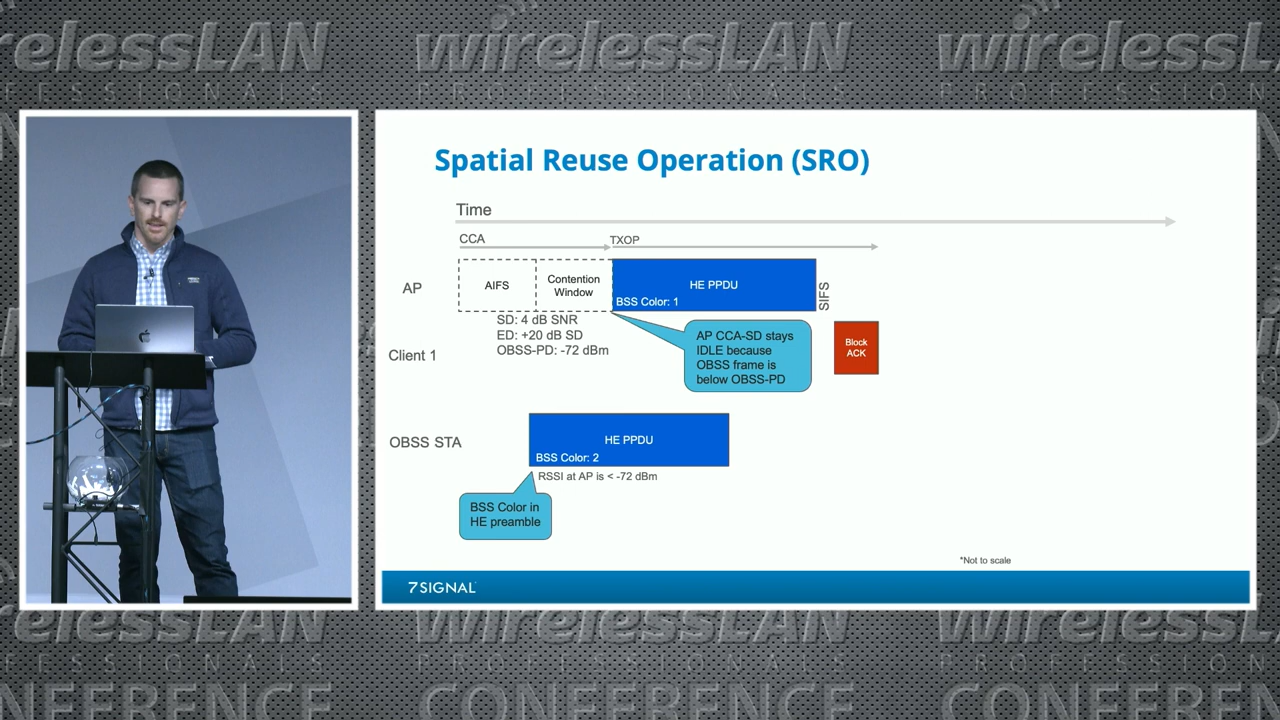 wirelessLAN
PROFESSIONALS
Spatial Reuse Operation (SRO)
Time
CCA
TXOP
AP
AIFS
Contention
Window
HE PPDU
BSS Color: 1
SIFS
SD: 4 dB SNR
ED: +20 dB SD
OBSS-PD: -72 dBm
AP CCA-SD stays
IDLE because
OBSS frame is
below OBSS-PD
Client 1
Block
ACK
OBSS STA
HE PPDU
BSS Color: 2
RSSI at AP is < -72 dBm
BSS Color in
HE preamble
*Not to scale
7SIGNAL
wirelessLAN
PROFESSIONALS
CONFERENCE